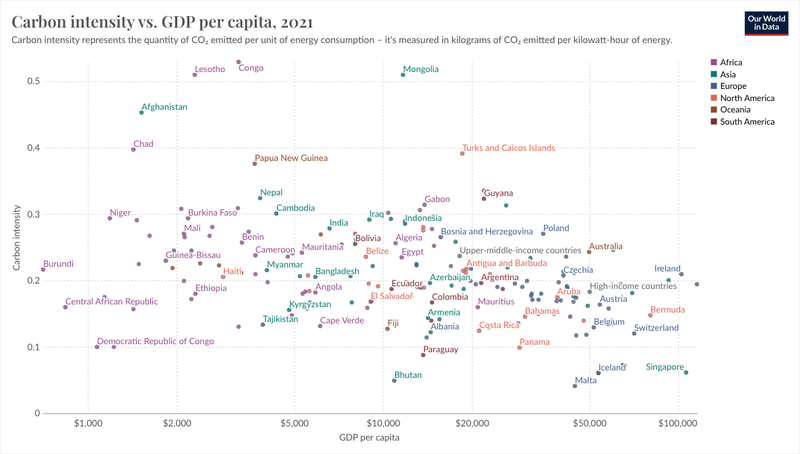 Carbon intensity vs. GDP per capita, 2021
Our World
in Data
Carbon intensity represents the quantity of CO₂ emitted per unit of energy consumption – it's measured in kilograms of CO₂ emitted per kilowatt-hour of energy.
Africa
Asia
Europe
North America
Oceania
South America
Carbon intensity
0.5
0.4
0.3
0.2
0.1
0
Lesotho
Congo
Mongolia
Afghanistan
Chad
Turks and Caicos Islands
Papua New Guinea
Nepal
Guyana
Gabon
Cambodia
Niger
Burkina Faso
Iraq
Indonesia
India
Mali
Bosnia and Herzegovina
Poland
Benin
Bolivia
Algeria
Mauritania
Cameroon
Belize
Egypt
Upper-middle-income countries
Australia
Guinea-Bissau
Burundi
Haiti
Myanmar
Bangladesh
Antigua and Barbuda
Czechia
Ireland
Azerbaijan
Argentina
Ethiopia
Angola
Ecuador
El Salvador
Aruba
High-income countries
Central African Republic
Kyrgyzstan
Colombia
Mauritius
Austria
Armenia
Bahamas
Bermuda
Tajikistan
Cape Verde
Fiji
Albania
Costa Rica
Belgium
Switzerland
Democratic Republic of Congo
Paraguay
Panama
Bhutan
Iceland
Malta
Singapore
$1,000
$2,000
$5,000
$10,000
$20,000
$50,000
$100,000
GDP per capita